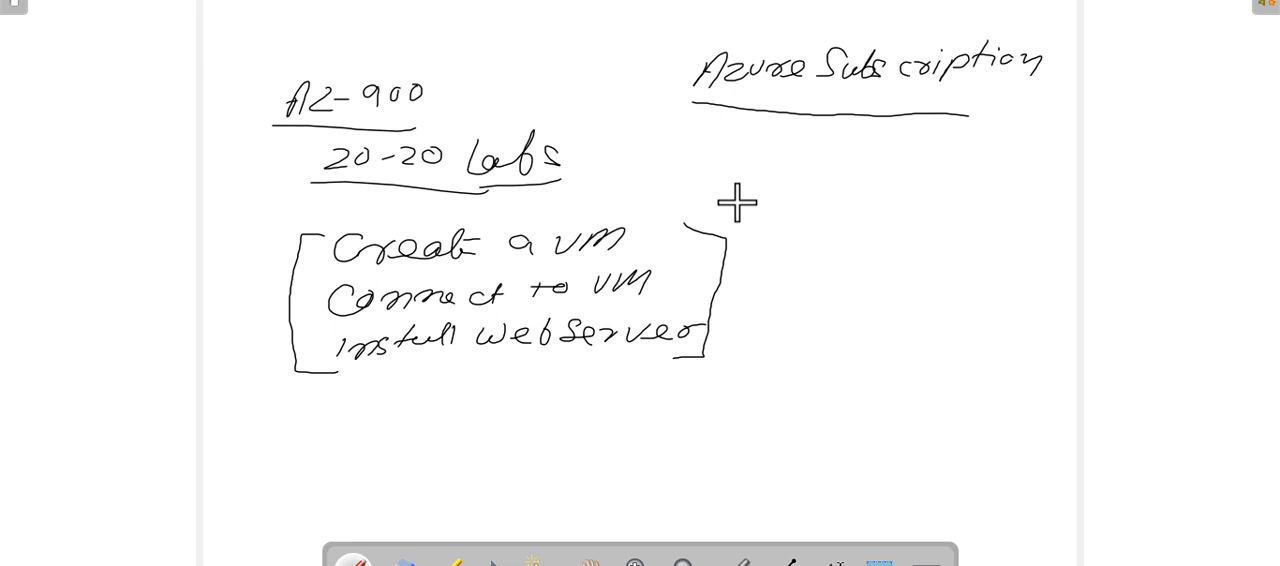 AZ-900
20-20 Labs
Create a VM
Connect to VM
install webserver
Azure Subscription